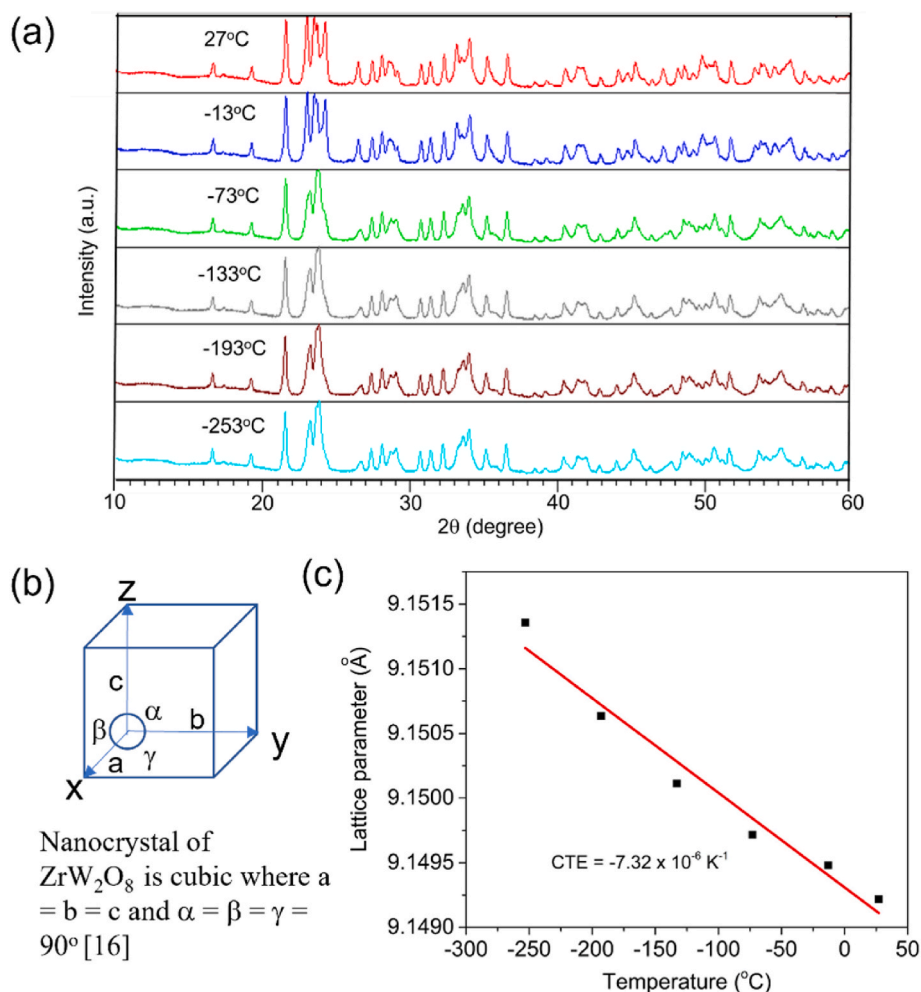 (a)
27°C
-13°C
-73°C
-133°C
-193°C
-253°C
Intensity (a.u.)
10 20 30 40 50 60
2θ (degree)
(b)
z
c
α
β
b
γ
a
y
x
Nanocrystal of
ZrW₂O₈ is cubic where a
= b = c and α = β = γ =
90° [16]
(c)
Lattice parameter (Å)
9.1515
9.1510
9.1505
9.1500
9.1495
9.1490
CTE = -7.32 x 10⁻⁶ K⁻¹
-300 -250 -200 -150 -100 -50 0 50
Temperature (°C)